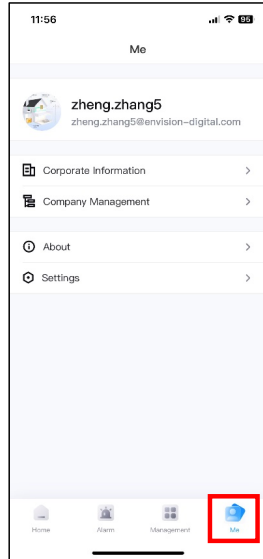 11:56
95
Me
zheng.zhang5
zheng.zhang5@envision-digital.com
Corporate Information
Company Management
About
Settings
Home Alarm Management Me